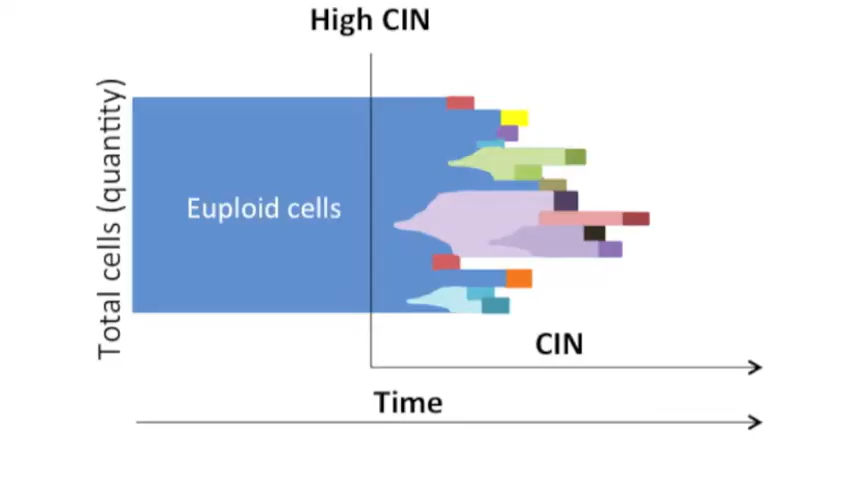 High CIN
Total cells (quantity)
Euploid cells
CIN
Time